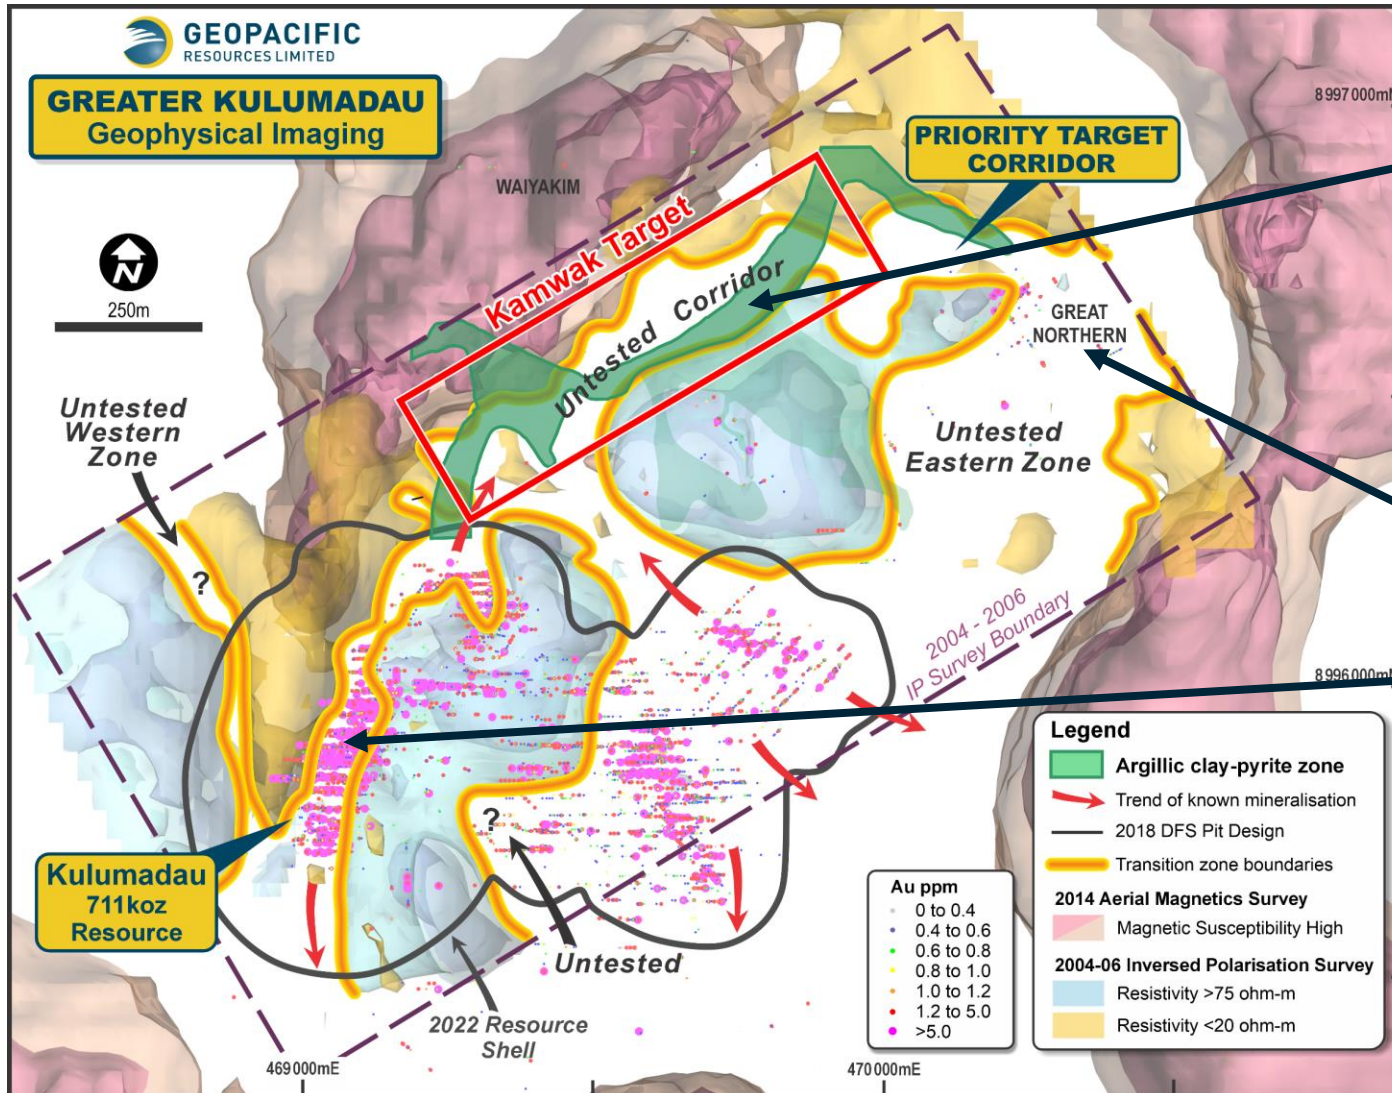 GEOPACIFIC
RESOURCES LIMITED
GREATER KULUMADAU
Geophysical Imaging
8 997 000mN
PRIORITY TARGET
CORRIDOR
WAIYAKIM
Kamwak Target
N
250m
Untested Corridor
GREAT
NORTHERN
Untested
Western
Zone
?
Untested
Eastern Zone
2004 - 2006
IP Survey Boundary
8 996 000mN
Kulumadau
711koz
Resource
?
Untested
2022 Resource
Shell
Au ppm
0 to 0.4
0.4 to 0.6
0.6 to 0.8
0.8 to 1.0
1.0 to 1.2
1.2 to 5.0
>5.0
Legend
Argillic clay-pyrite zone
Trend of known mineralisation
2018 DFS Pit Design
Transition zone boundaries
2014 Aerial Magnetics Survey
Magnetic Susceptibility High
2004-06 Inversed Polarisation Survey
Resistivity >75 ohm-m
Resistivity <20 ohm-m
469 000mE
470 000mE